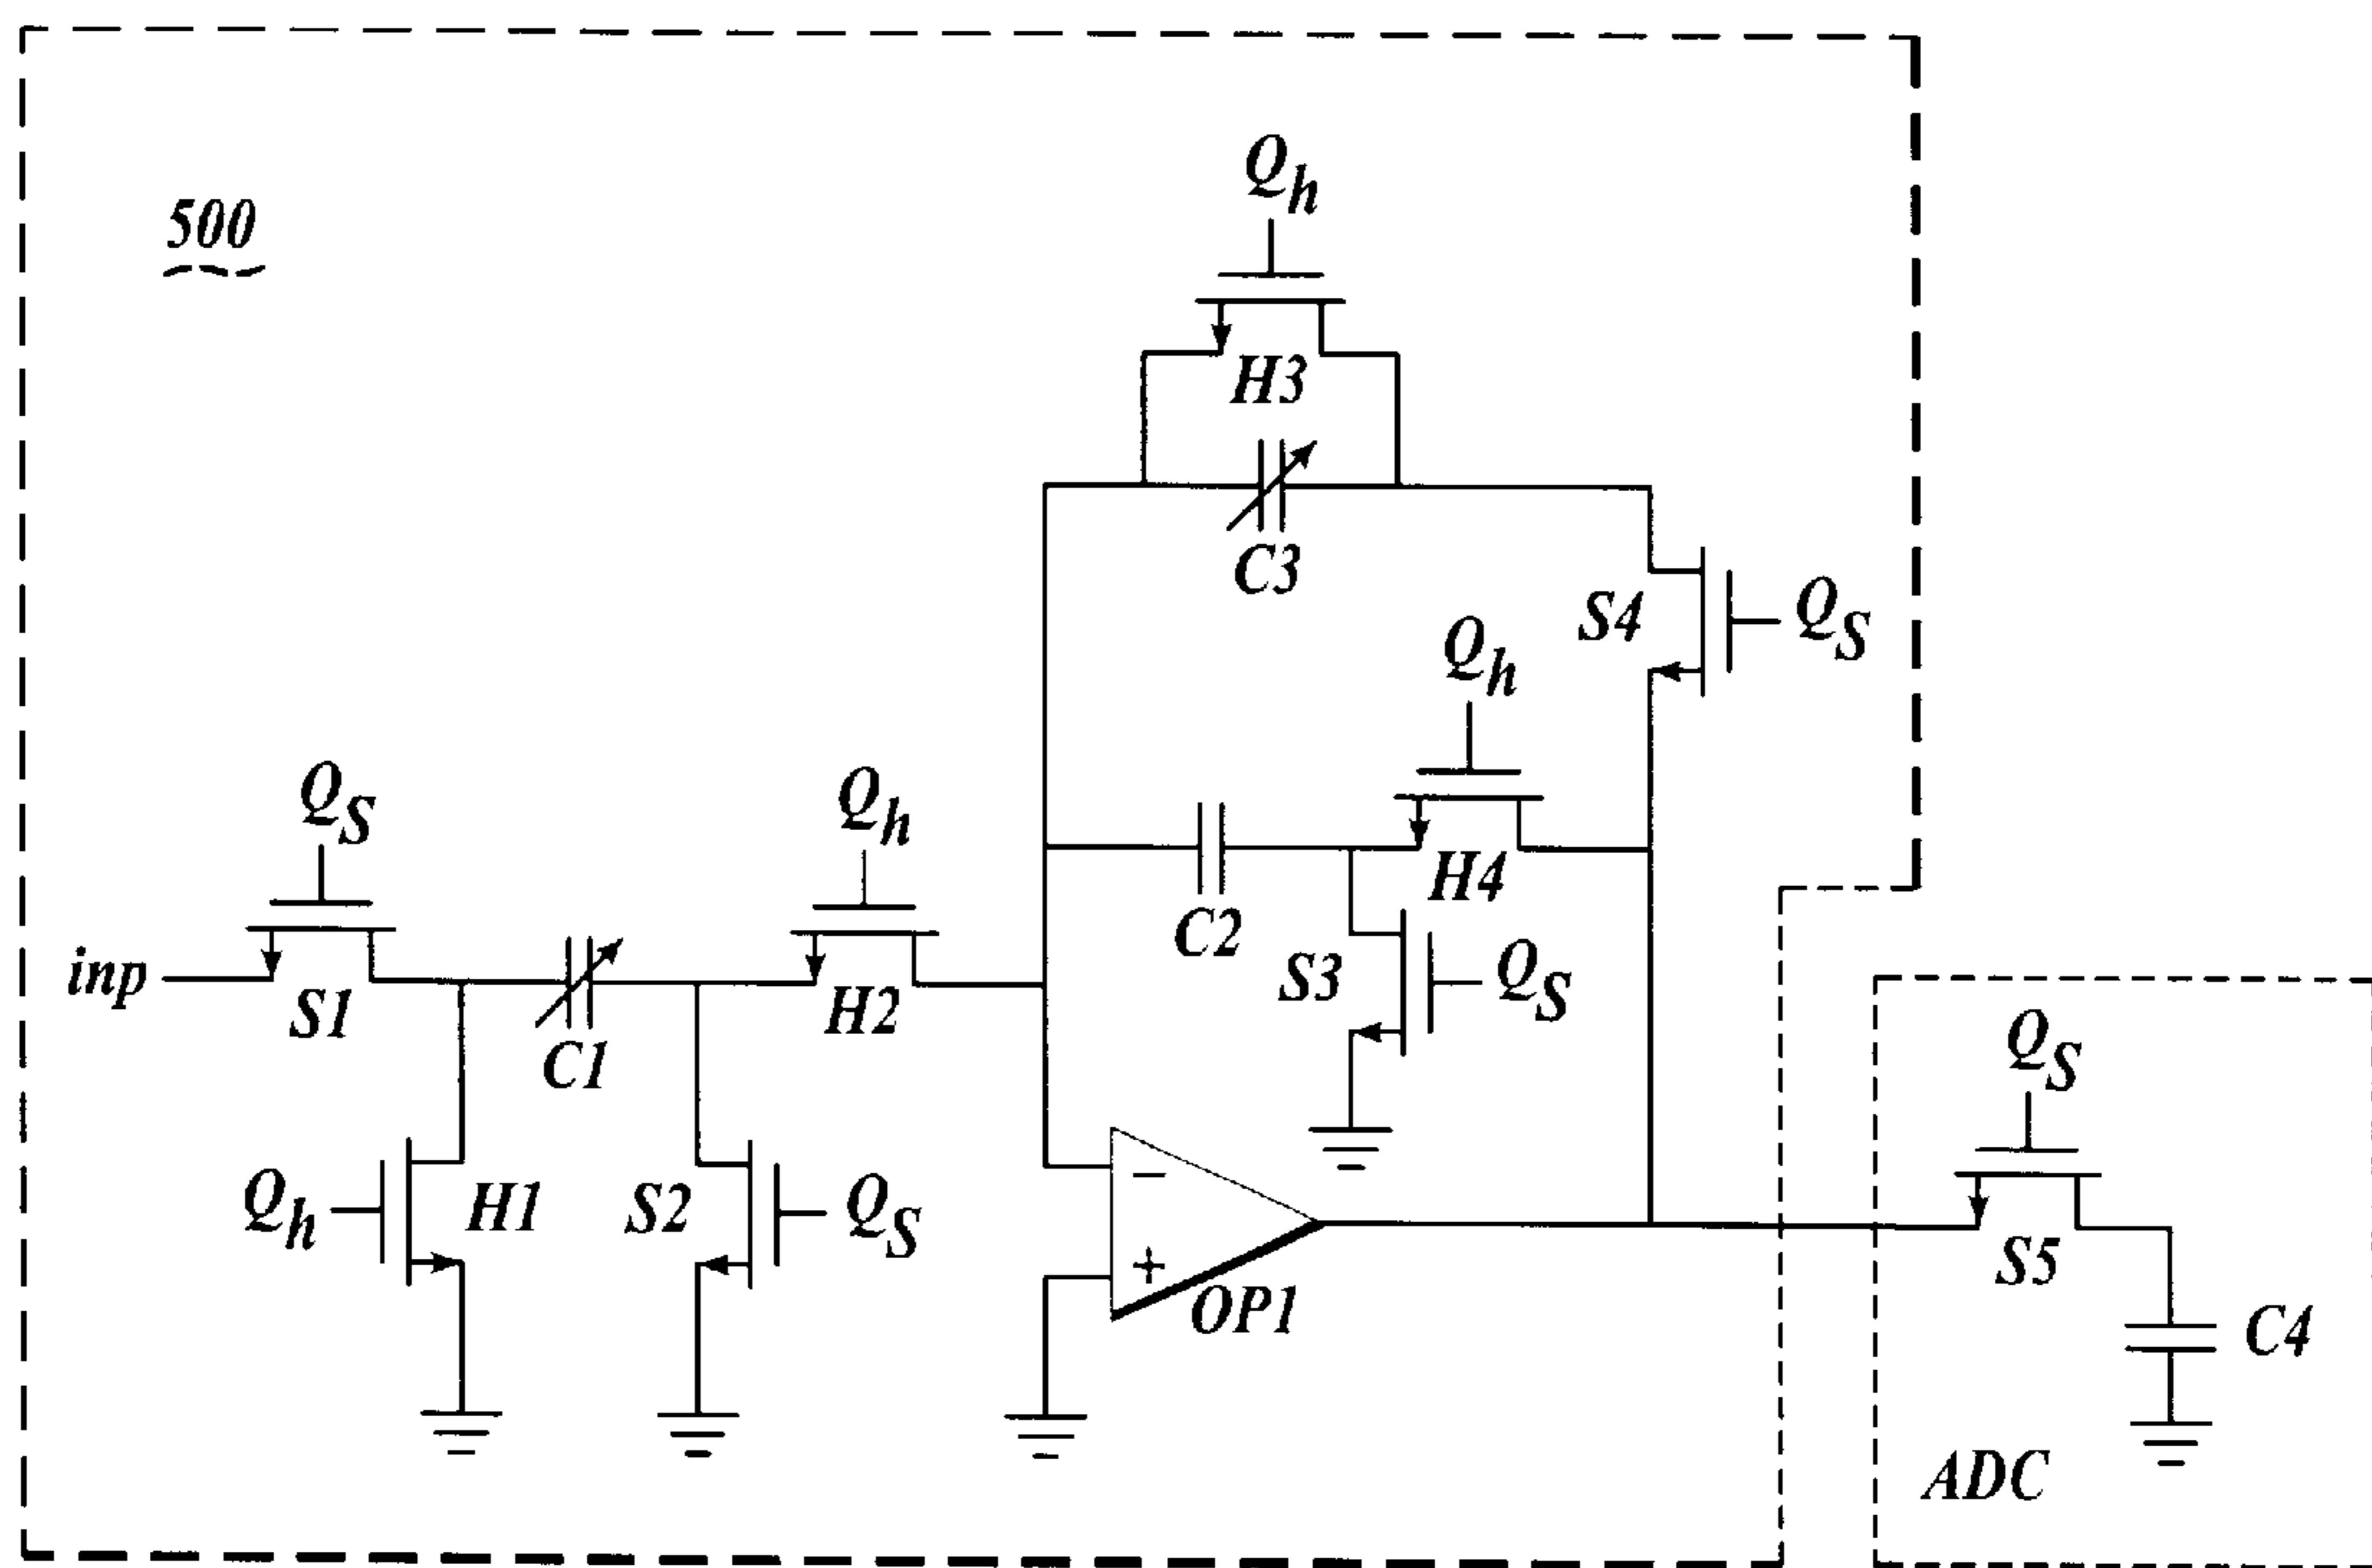 Qh
500
H3
C3
S4
QS
Qh
QS
Qh
H4
C2
S3
QS
inp
S1
C1
H2
QS
Qh
H1
S2
QS
−
+
OP1
S5
C4
ADC